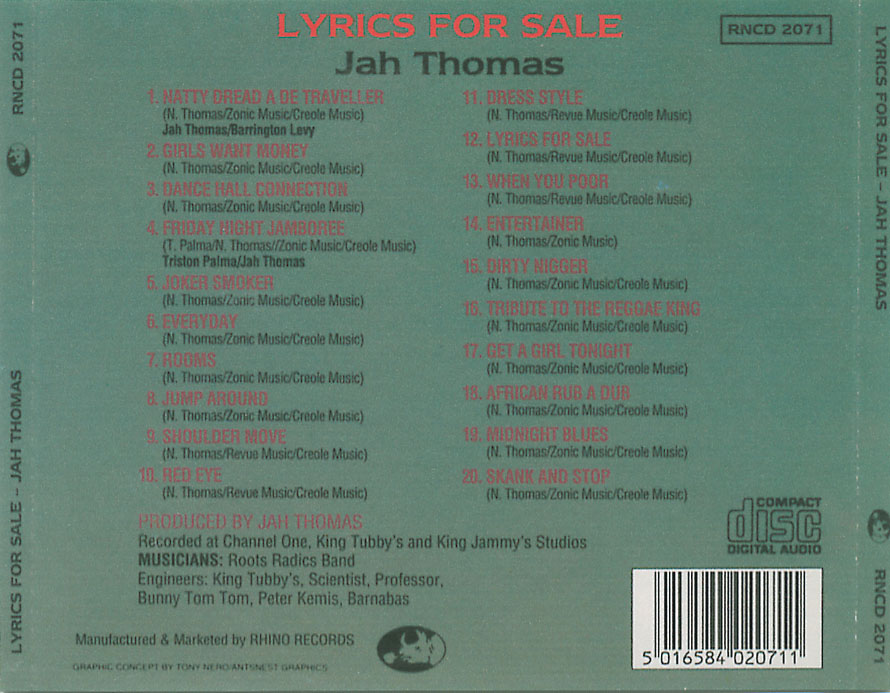 LYRICS FOR SALE
Jah Thomas
RNCD 2071
1. NATTY DREAD A DE TRAVELLER
(N. Thomas/Zonic Music/Creole Music)
Jah Thomas/Barrington Levy
2. GIRLS WANT MONEY
(N. Thomas/Zonic Music/Creole Music)
3. DANCE HALL CONNECTION
(N. Thomas/Zonic Music/Creole Music)
4. FRIDAY NIGHT JAMBOREE
(T. Palma/N. Thomas//Zonic Music/Creole Music)
Triston Palma/Jah Thomas
5. JOKER SMOKER
(N. Thomas/Zonic Music/Creole Music)
6. EVERYDAY
(N. Thomas/Zonic Music/Creole Music)
7. ROOMS
(N. Thomas/Zonic Music/Creole Music)
8. JUMP AROUND
(N. Thomas/Zonic Music/Creole Music)
9. SHOULDER MOVE
(N. Thomas/Revue Music/Creole Music)
10. RED EYE
(N. Thomas/Revue Music/Creole Music)
11. DRESS STYLE
(N. Thomas/Revue Music/Creole Music)
12. LYRICS FOR SALE
(N. Thomas/Revue Music/Creole Music)
13. WHEN YOU POOR
(N. Thomas/Revue Music/Creole Music)
14. ENTERTAINER
(N. Thomas/Zonic Music)
15. DIRTY NIGGER
(N. Thomas/Zonic Music/Creole Music)
16. TRIBUTE TO THE REGGAE KING
(N. Thomas/Zonic Music/Creole Music)
17. GET A GIRL TONIGHT
(N. Thomas/Zonic Music/Creole Music)
18. AFRICAN RUB A DUB
(N. Thomas/Zonic Music/Creole Music)
19. MIDNIGHT BLUES
(N. Thomas/Zonic Music/Creole Music)
20. SKANK AND STOP
(N. Thomas/Zonic Music/Creole Music)
PRODUCED BY JAH THOMAS
Recorded at Channel One, King Tubby's and King Jammy's Studios
MUSICIANS: Roots Radics Band
Engineers: King Tubby's, Scientist, Professor,
Bunny Tom Tom, Peter Kemis, Barnabas
Manufactured & Marketed by RHINO RECORDS
GRAPHIC CONCEPT BY TONY NERO/ANTSNEST GRAPHICS
COMPACT
disc
DIGITAL AUDIO
5 016584 020711
LYRICS FOR SALE – JAH THOMAS
RNCD 2071
LYRICS FOR SALE – JAH THOMAS
RNCD 2071